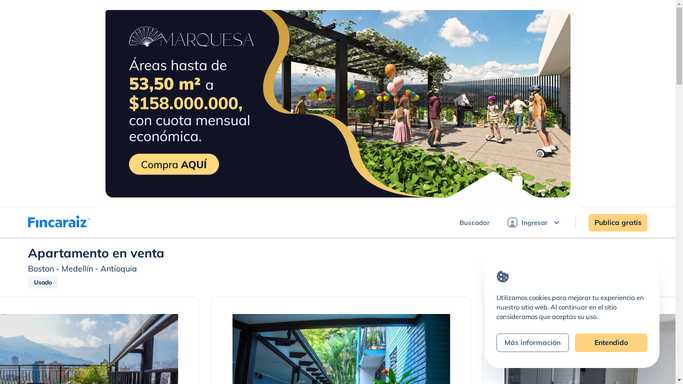 MARQUESA
Áreas hasta de
53,50 m² a
$158.000.000,
con cuota mensual
económica.
Compra AQUÍ
Fincaraiz
Buscador
Ingresar
Publica gratis
Apartamento en venta
Boston - Medellín - Antioquia
Usado
Utilizamos cookies para mejorar tu experiencia en
nuestro sitio web. Al continuar en el sitio
consideramos que aceptas su uso.
Más información
Entendido